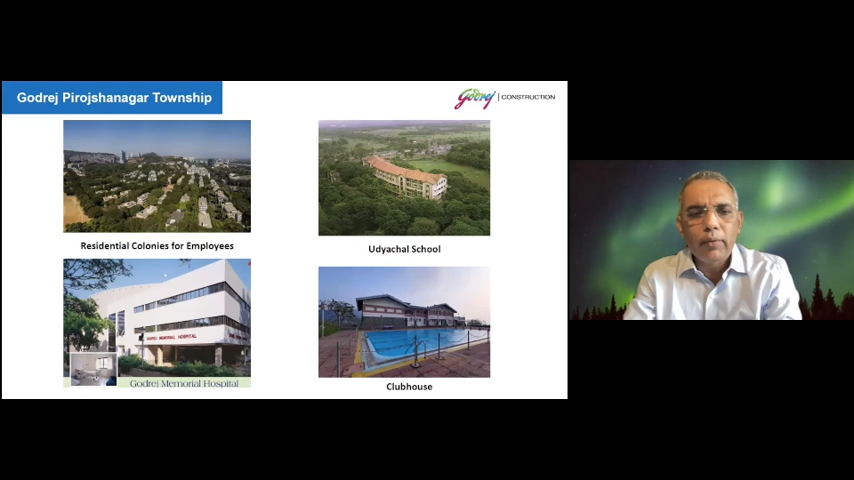 Godrej Pirojshanagar Township
Godrej | CONSTRUCTION
Residential Colonies for Employees
Udyachal School
GODREJ MEMORIAL HOSPITAL
Godrej Memorial Hospital
Clubhouse